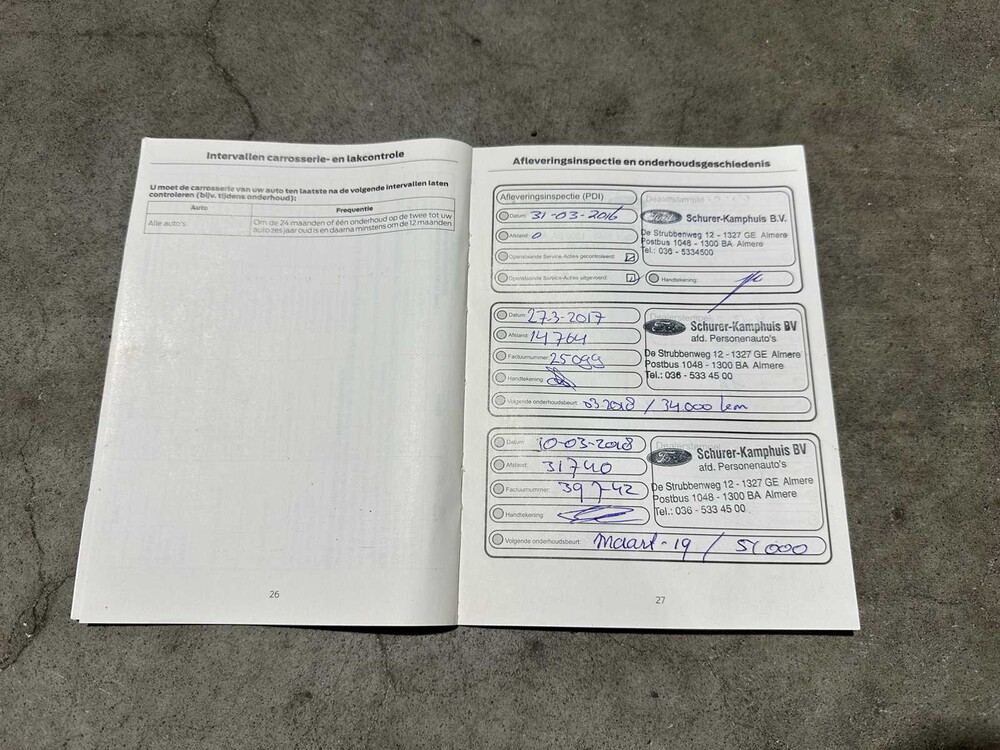 Intervallen carrosserie- en lakcontrole
U moet de carrosserie van uw auto ten laatste na de volgende intervallen laten
controleren (bijv. tijdens onderhoud):
Auto Frequentie
Alle auto's Om de 24 maanden of één onderhoud op de twee tot uw
auto zes jaar oud is en daarna minstens om de 12 maanden
26
Afleveringsinspectie en onderhoudsgeschiedenis
Afleveringsinspectie (PDI)
Datum: 31-03-2016
Afstand: 0
Openstaande Service-Acties gecontroleerd:
Openstaande Service-Acties uitgevoerd:
Ford Schurer-Kamphuis B.V.
De Strubbenweg 12 - 1327 GE Almere
Postbus 1048 - 1300 BA Almere
Tel.: 036 - 5334500
Handtekening:
Datum: 27-3-2017
Afstand: 14764
Factuurnummer: 25099
Handtekening:
Dealerstempel
Ford Schurer-Kamphuis BV
afd. Personenauto's
De Strubbenweg 12 - 1327 GE Almere
Postbus 1048 - 1300 BA Almere
Tel.: 036 - 533 45 00
Volgende onderhoudsbeurt: 03 2018 / 34.000 km
Datum: 30-03-2018
Afstand: 31740
Factuurnummer: 39742
Handtekening:
Dealerstempel
Ford Schurer-Kamphuis BV
afd. Personenauto's
De Strubbenweg 12 - 1327 GE Almere
Postbus 1048 - 1300 BA Almere
Tel.: 036 - 533 45 00
Volgende onderhoudsbeurt: Maart-19 / 51000
27